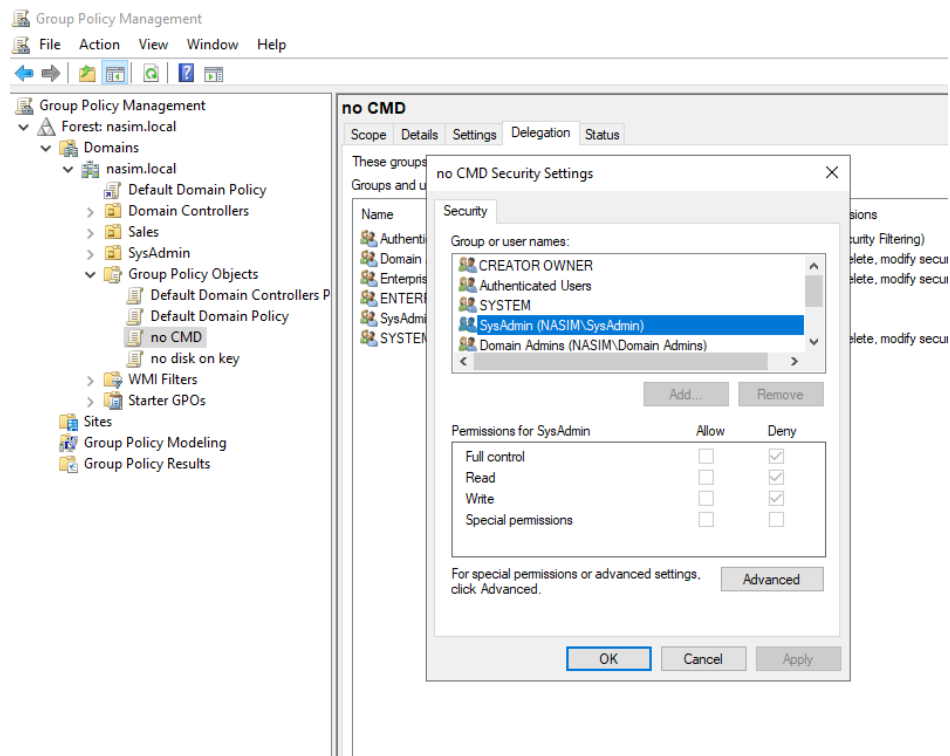 Group Policy Management
File Action View Window Help
Group Policy Management
Forest: nasim.local
Domains
nasim.local
Default Domain Policy
Domain Controllers
Sales
SysAdmin
Group Policy Objects
Default Domain Controllers P
Default Domain Policy
no CMD
no disk on key
WMI Filters
Starter GPOs
Sites
Group Policy Modeling
Group Policy Results
no CMD
Scope Details Settings Delegation Status
These groups
Groups and u
Name
Authenti
Domain
Enterpris
ENTERF
SysAdmi
SYSTEM
sions
curity Filtering)
elete, modify secur
elete, modify secur
elete, modify secur
no CMD Security Settings
Security
Group or user names:
CREATOR OWNER
Authenticated Users
SYSTEM
SysAdmin (NASIM\SysAdmin)
Domain Admins (NASIM\Domain Admins)
Add... Remove
Permissions for SysAdmin Allow Deny
Full control
Read
Write
Special permissions
For special permissions or advanced settings,
click Advanced.
Advanced
OK Cancel Apply